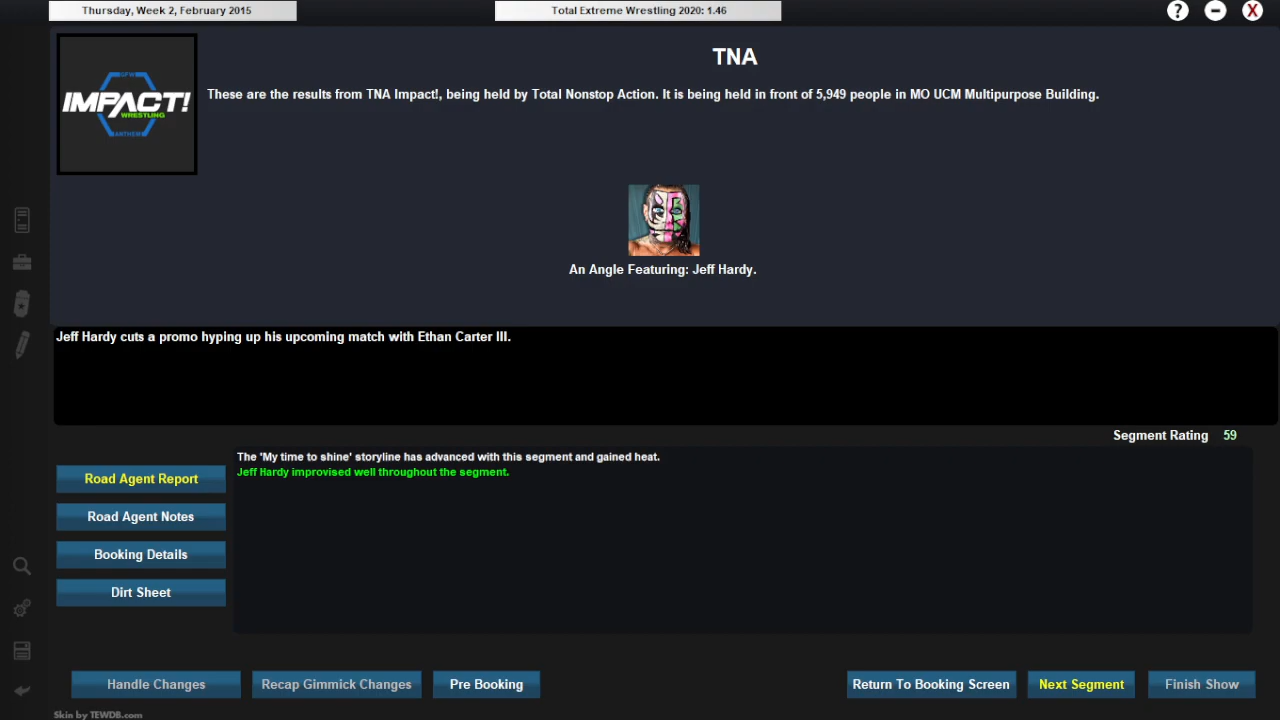 Thursday, Week 2, February 2015
Total Extreme Wrestling 2020: 1.46
?
X
TNA
GFW
IMPACT!
WRESTLING
ANTHEM
These are the results from TNA Impact!, being held by Total Nonstop Action. It is being held in front of 5,949 people in MO UCM Multipurpose Building.
An Angle Featuring: Jeff Hardy.
Jeff Hardy cuts a promo hyping up his upcoming match with Ethan Carter III.
Segment Rating 59
The 'My time to shine' storyline has advanced with this segment and gained heat.
Jeff Hardy improvised well throughout the segment.
Road Agent Report
Road Agent Notes
Booking Details
Dirt Sheet
Handle Changes
Recap Gimmick Changes
Pre Booking
Return To Booking Screen
Next Segment
Finish Show
Skin by TEWDB.com